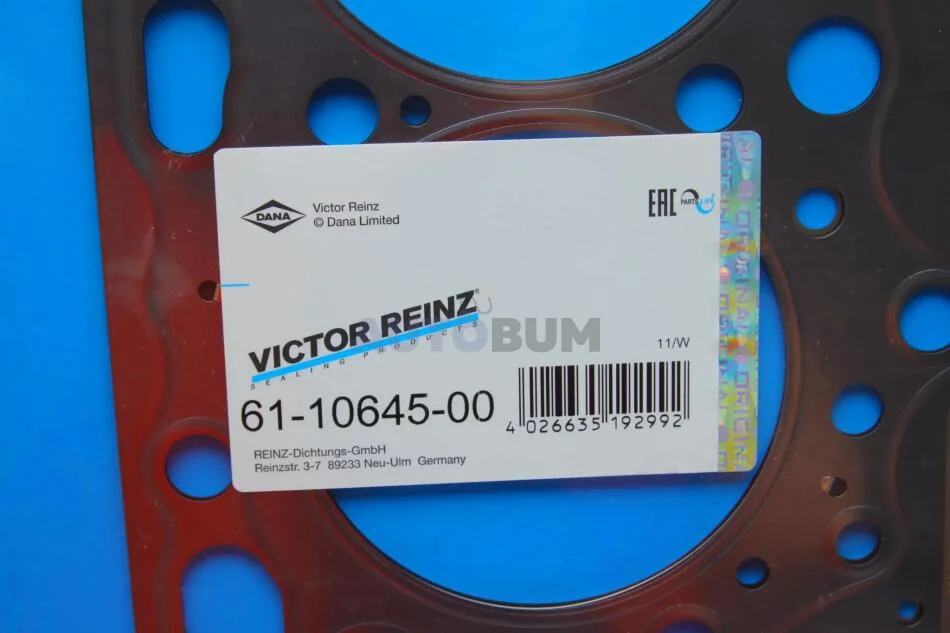 DANA
Victor Reinz
© Dana Limited
EAC
PARTS LIFE
VICTOR REINZ®
SEALING PRODUCTS
AUTOBUM
11/W
61-10645-00
4 026635 192992
REINZ-Dichtungs-GmbH
Reinzstr. 3-7 89233 Neu-Ulm Germany
ORIGINAL